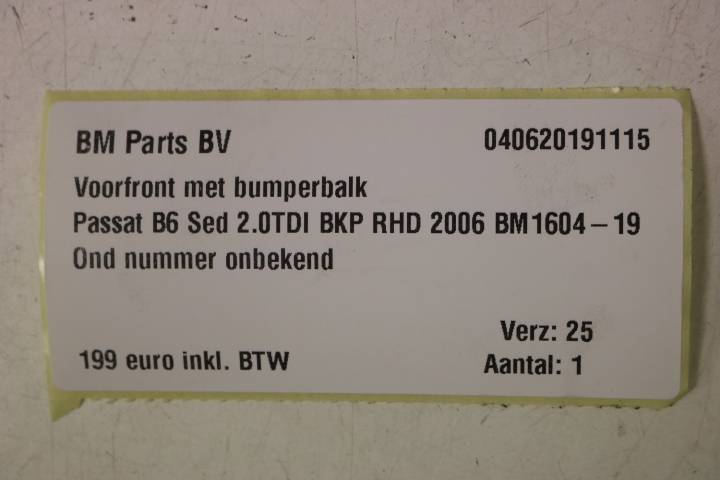 BM Parts BV 040620191115
Voorfront met bumperbalk
Passat B6 Sed 2.0TDI BKP RHD 2006 BM1604-19
Ond nummer onbekend
Verz: 25
199 euro inkl. BTW Aantal: 1